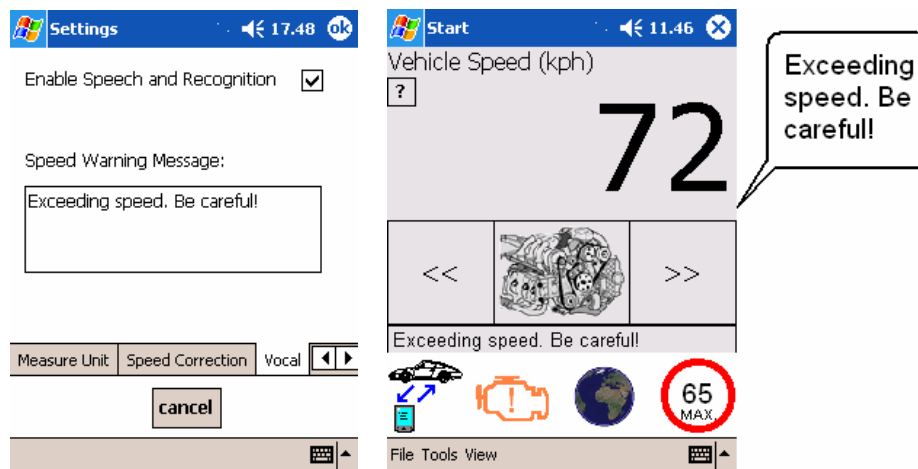 Settings 17.48 ok
Enable Speech and Recognition
Speed Warning Message:
Exceeding speed. Be careful!
Measure Unit Speed Correction Vocal
cancel
Start 11.46
Vehicle Speed (kph)
?
72
<< >>
Exceeding speed. Be careful!
65
MAX.
File Tools View
Exceeding
speed. Be
careful!